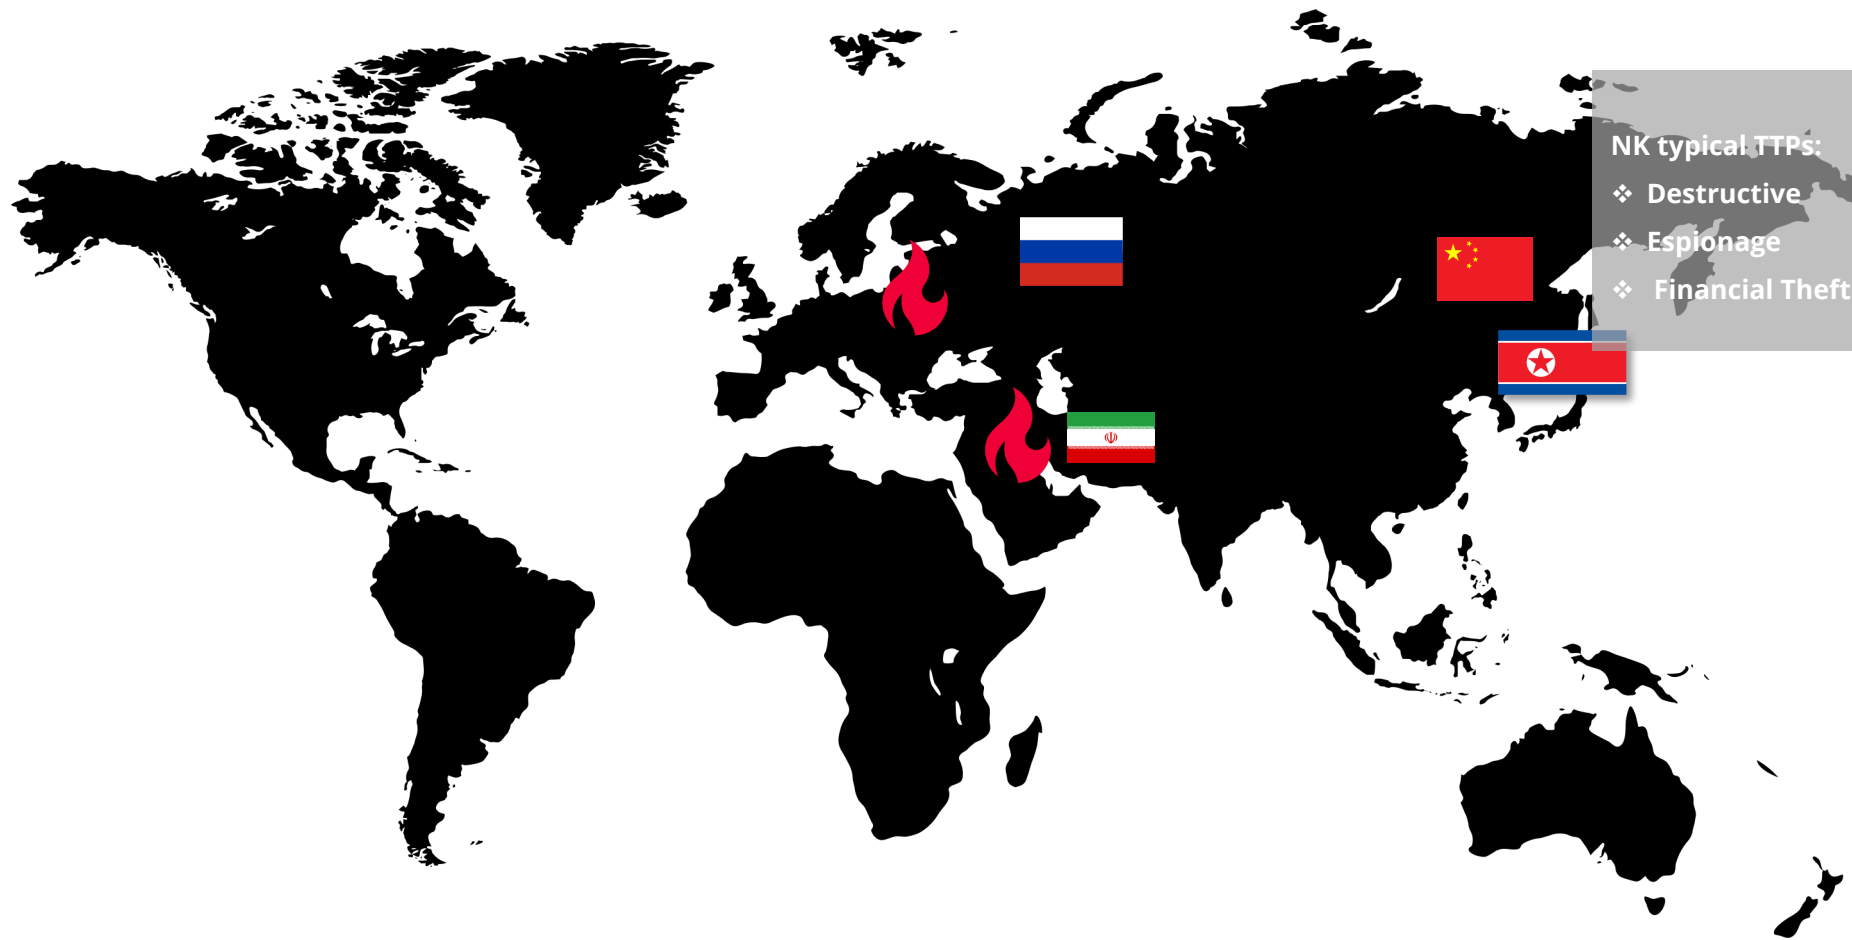 NK typical TTPs:
❖ Destructive
❖ Espionage
❖ Financial Theft